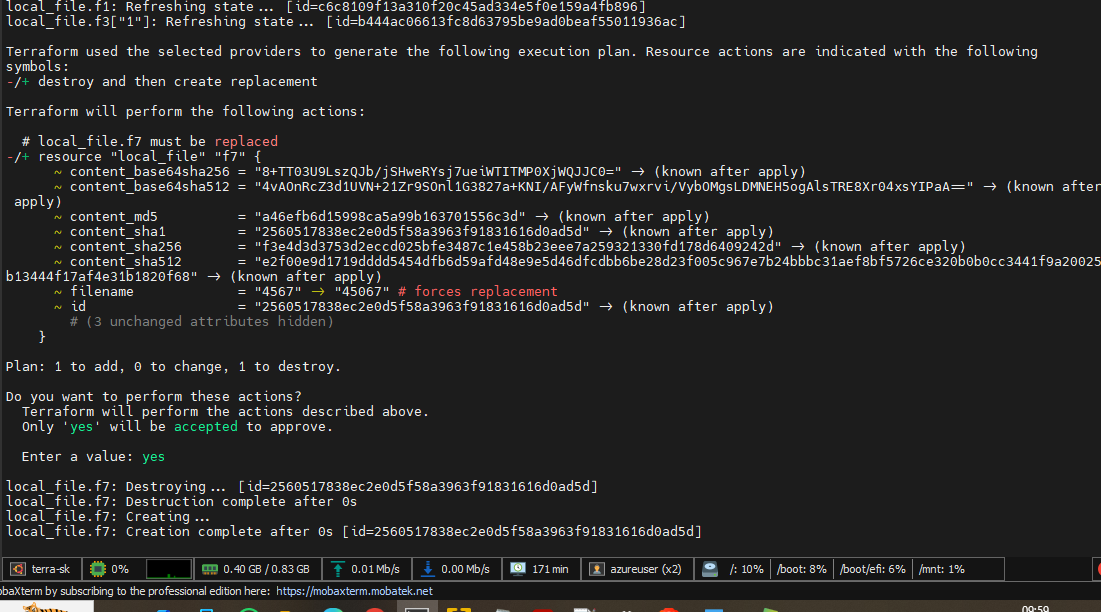 local_file.f1: Refreshing state... [id=c6c8109f13a310f20c45ad334e5f0e159a4fb896]
local_file.f3["1"]: Refreshing state... [id=b444ac06613fc8d63795be9ad0beaf55011936ac]
Terraform used the selected providers to generate the following execution plan. Resource actions are indicated with the following
symbols:
-/+ destroy and then create replacement
Terraform will perform the following actions:
# local_file.f7 must be replaced
-/+ resource "local_file" "f7" {
~ content_base64sha256 = "8+TT03U9LszQJb/jSHweRYsj7ueiWTITMP0XjWQJJC0=" → (known after apply)
~ content_base64sha512 = "4vAOnRcZ3d1UVN+21Zr9SOnl1G3827a+KNI/AFyWfnsku7wxrvi/VybOMgsLDMNEH5ogAlsTRE8Xr04xsYIPaA==" → (known after
apply)
~ content_md5 = "a46efb6d15998ca5a99b163701556c3d" → (known after apply)
~ content_sha1 = "2560517838ec2e0d5f58a3963f91831616d0ad5d" → (known after apply)
~ content_sha256 = "f3e4d3d3753d2eccd025bfe3487c1e458b23eee7a259321330fd178d6409242d" → (known after apply)
~ content_sha512 = "e2f00e9d1719dddd5454dfb6d59afd48e9e5d46dfcdbb6be28d23f005c967e7b24bbbc31aef8bf5726ce320b0b0cc3441f9a20025
b13444f17af4e31b1820f68" → (known after apply)
~ filename = "4567" → "45067" # forces replacement
~ id = "2560517838ec2e0d5f58a3963f91831616d0ad5d" → (known after apply)
# (3 unchanged attributes hidden)
}
Plan: 1 to add, 0 to change, 1 to destroy.
Do you want to perform these actions?
Terraform will perform the actions described above.
Only 'yes' will be accepted to approve.
Enter a value: yes
local_file.f7: Destroying... [id=2560517838ec2e0d5f58a3963f91831616d0ad5d]
local_file.f7: Destruction complete after 0s
local_file.f7: Creating...
local_file.f7: Creation complete after 0s [id=2560517838ec2e0d5f58a3963f91831616d0ad5d]
terra-sk 0% 0.40 GB / 0.83 GB 0.01 Mb/s 0.00 Mb/s 171 min azureuser (x2) /: 10% /boot: 8% /boot/efi: 6% /mnt: 1%
obaXterm by subscribing to the professional edition here: https://mobaxterm.mobatek.net
09:59